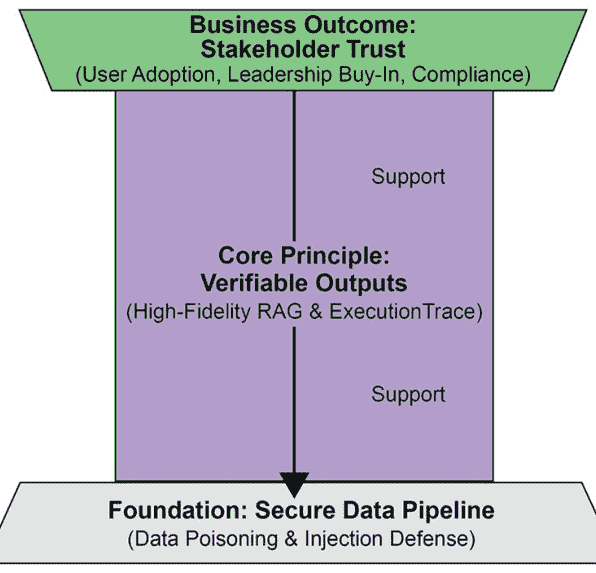 Business Outcome:
Stakeholder Trust
(User Adoption, Leadership Buy-In, Compliance)
Support
Core Principle:
Verifiable Outputs
(High-Fidelity RAG & ExecutionTrace)
Support
Foundation: Secure Data Pipeline
(Data Poisoning & Injection Defense)